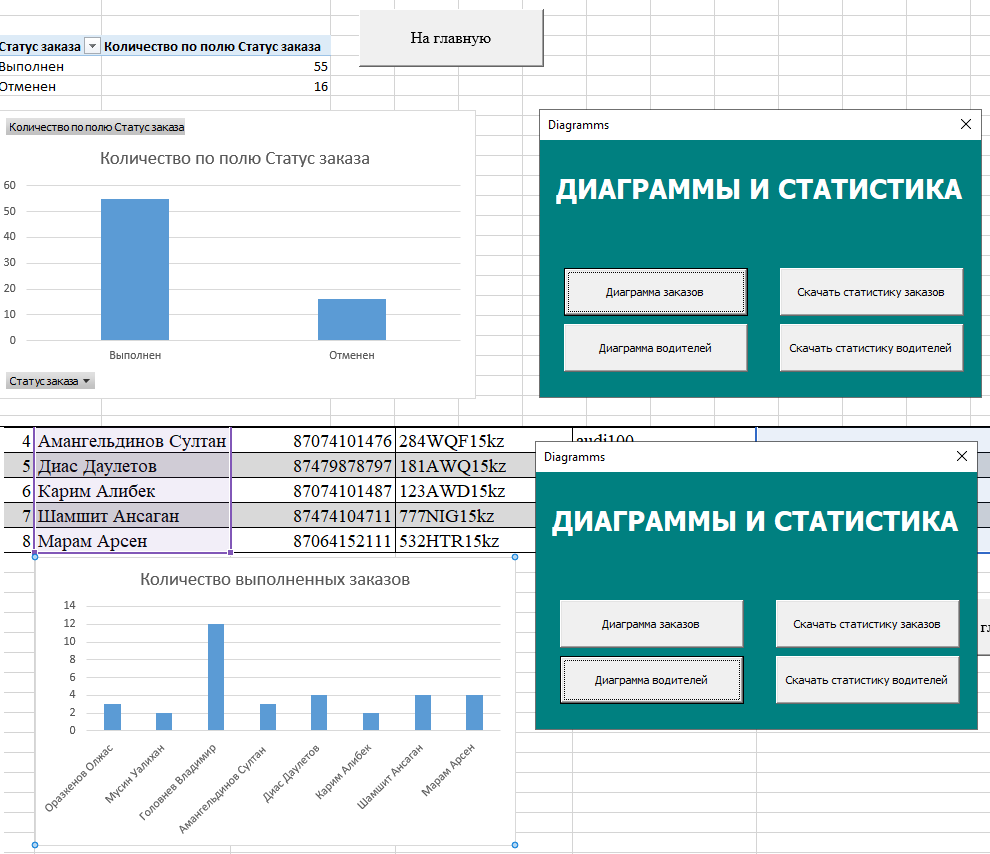 На главную
Статус заказа Количество по полю Статус заказа
Выполнен 55
Отменен 16
Количество по полю Статус заказа
Количество по полю Статус заказа
60
50
40
30
20
10
0
Выполнен Отменен
Статус заказа
Diagramms
ДИАГРАММЫ И СТАТИСТИКА
Диаграмма заказов Скачать статистику заказов
Диаграмма водителей Скачать статистику водителей
4 Амангельдинов Султан 87074101476 284WQF15kz audi100
5 Диас Даулетов 87479878797 181AWQ15kz
6 Карим Алибек 87074101487 123AWD15kz
7 Шамшит Ансаган 87474104711 777NIG15kz
8 Марам Арсен 87064152111 532HTR15kz
Количество выполненных заказов
14
12
10
8
6
4
2
0
Оразкенов Олжас
Мусин Уалихан
Головнев Владимир
Амангельдинов Султан
Диас Даулетов
Карим Алибек
Шамшит Ансаган
Марам Арсен
Diagramms
ДИАГРАММЫ И СТАТИСТИКА
Диаграмма заказов Скачать статистику заказов
Диаграмма водителей Скачать статистику водителей